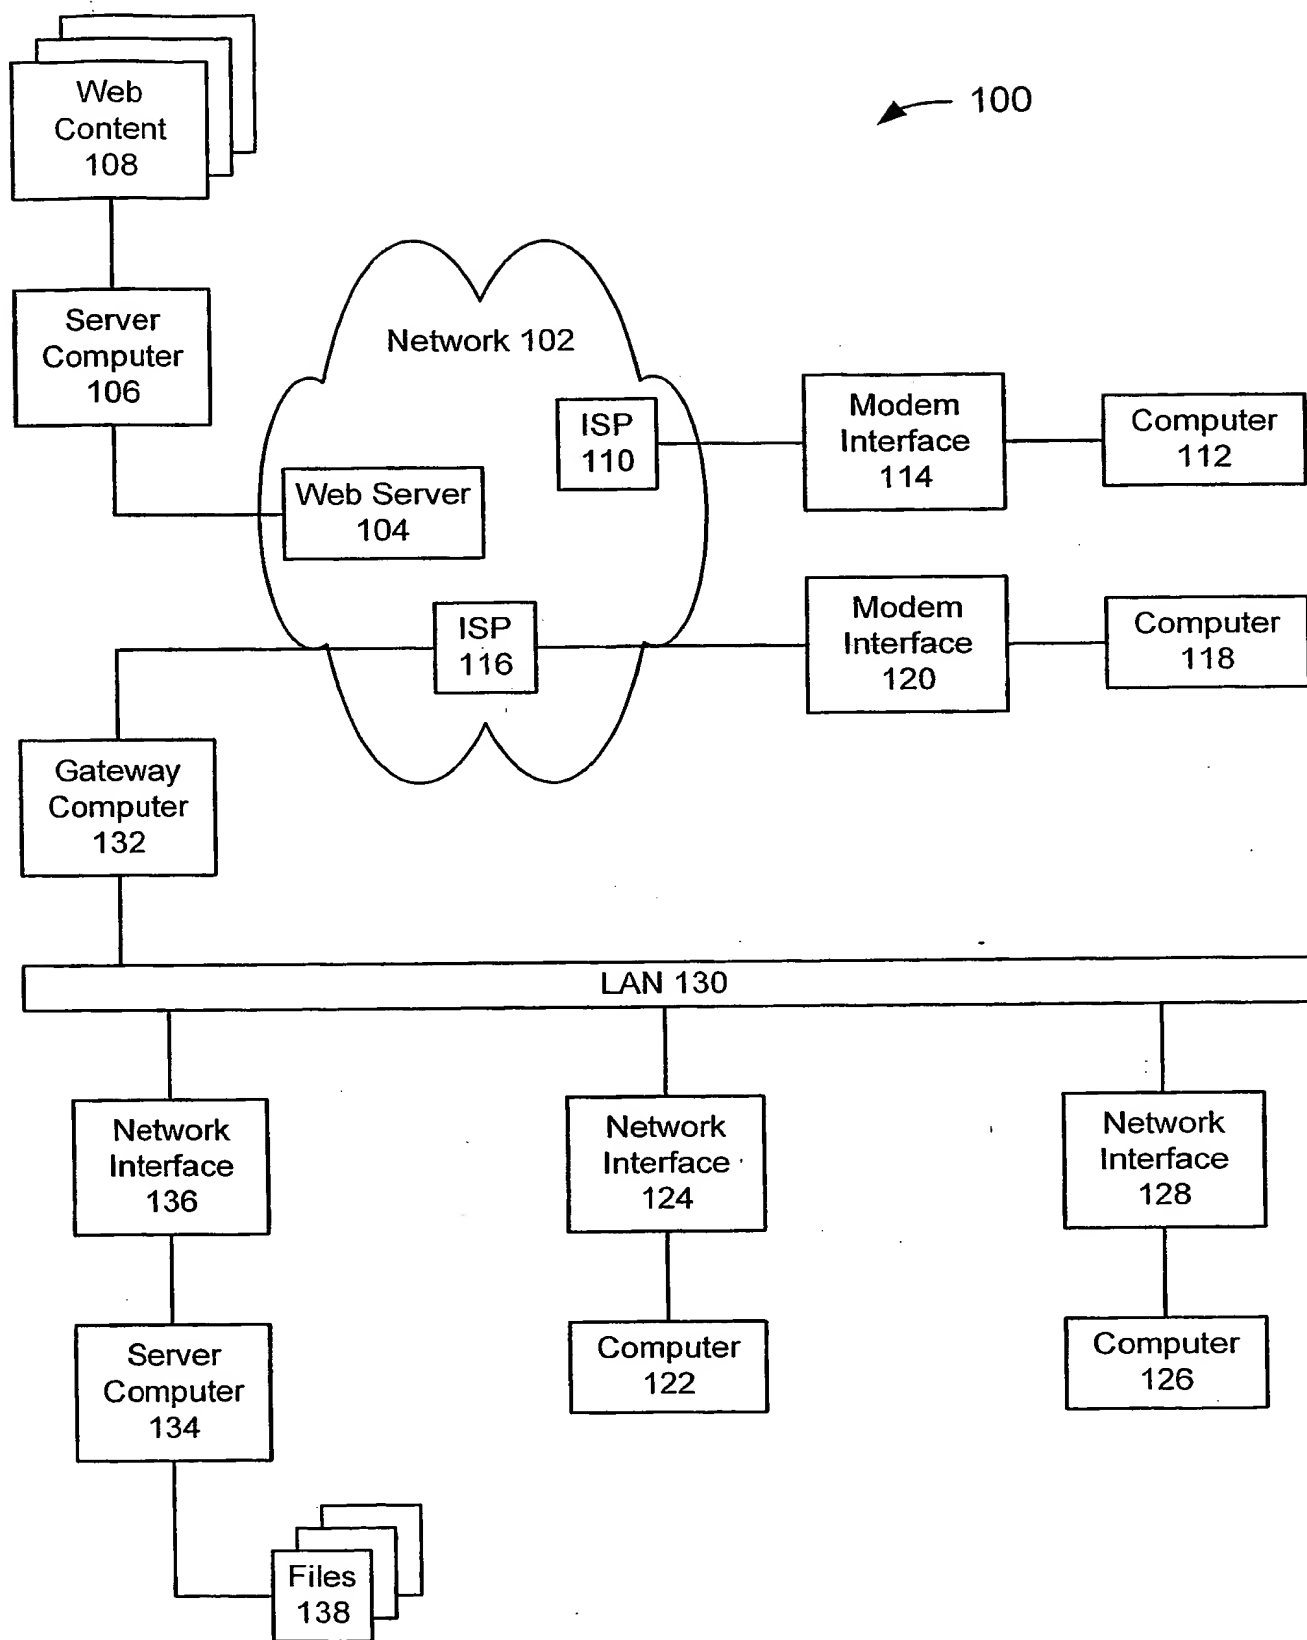 Web
Content
108
100
Server
Computer
106
Network 102
ISP
110
Modem
Interface
114
Computer
112
Web Server
104
ISP
116
Modem
Interface
120
Computer
118
Gateway
Computer
132
LAN 130
Network
Interface
136
Network
Interface
124
Network
Interface
128
Server
Computer
134
Computer
122
Computer
126
Files
138